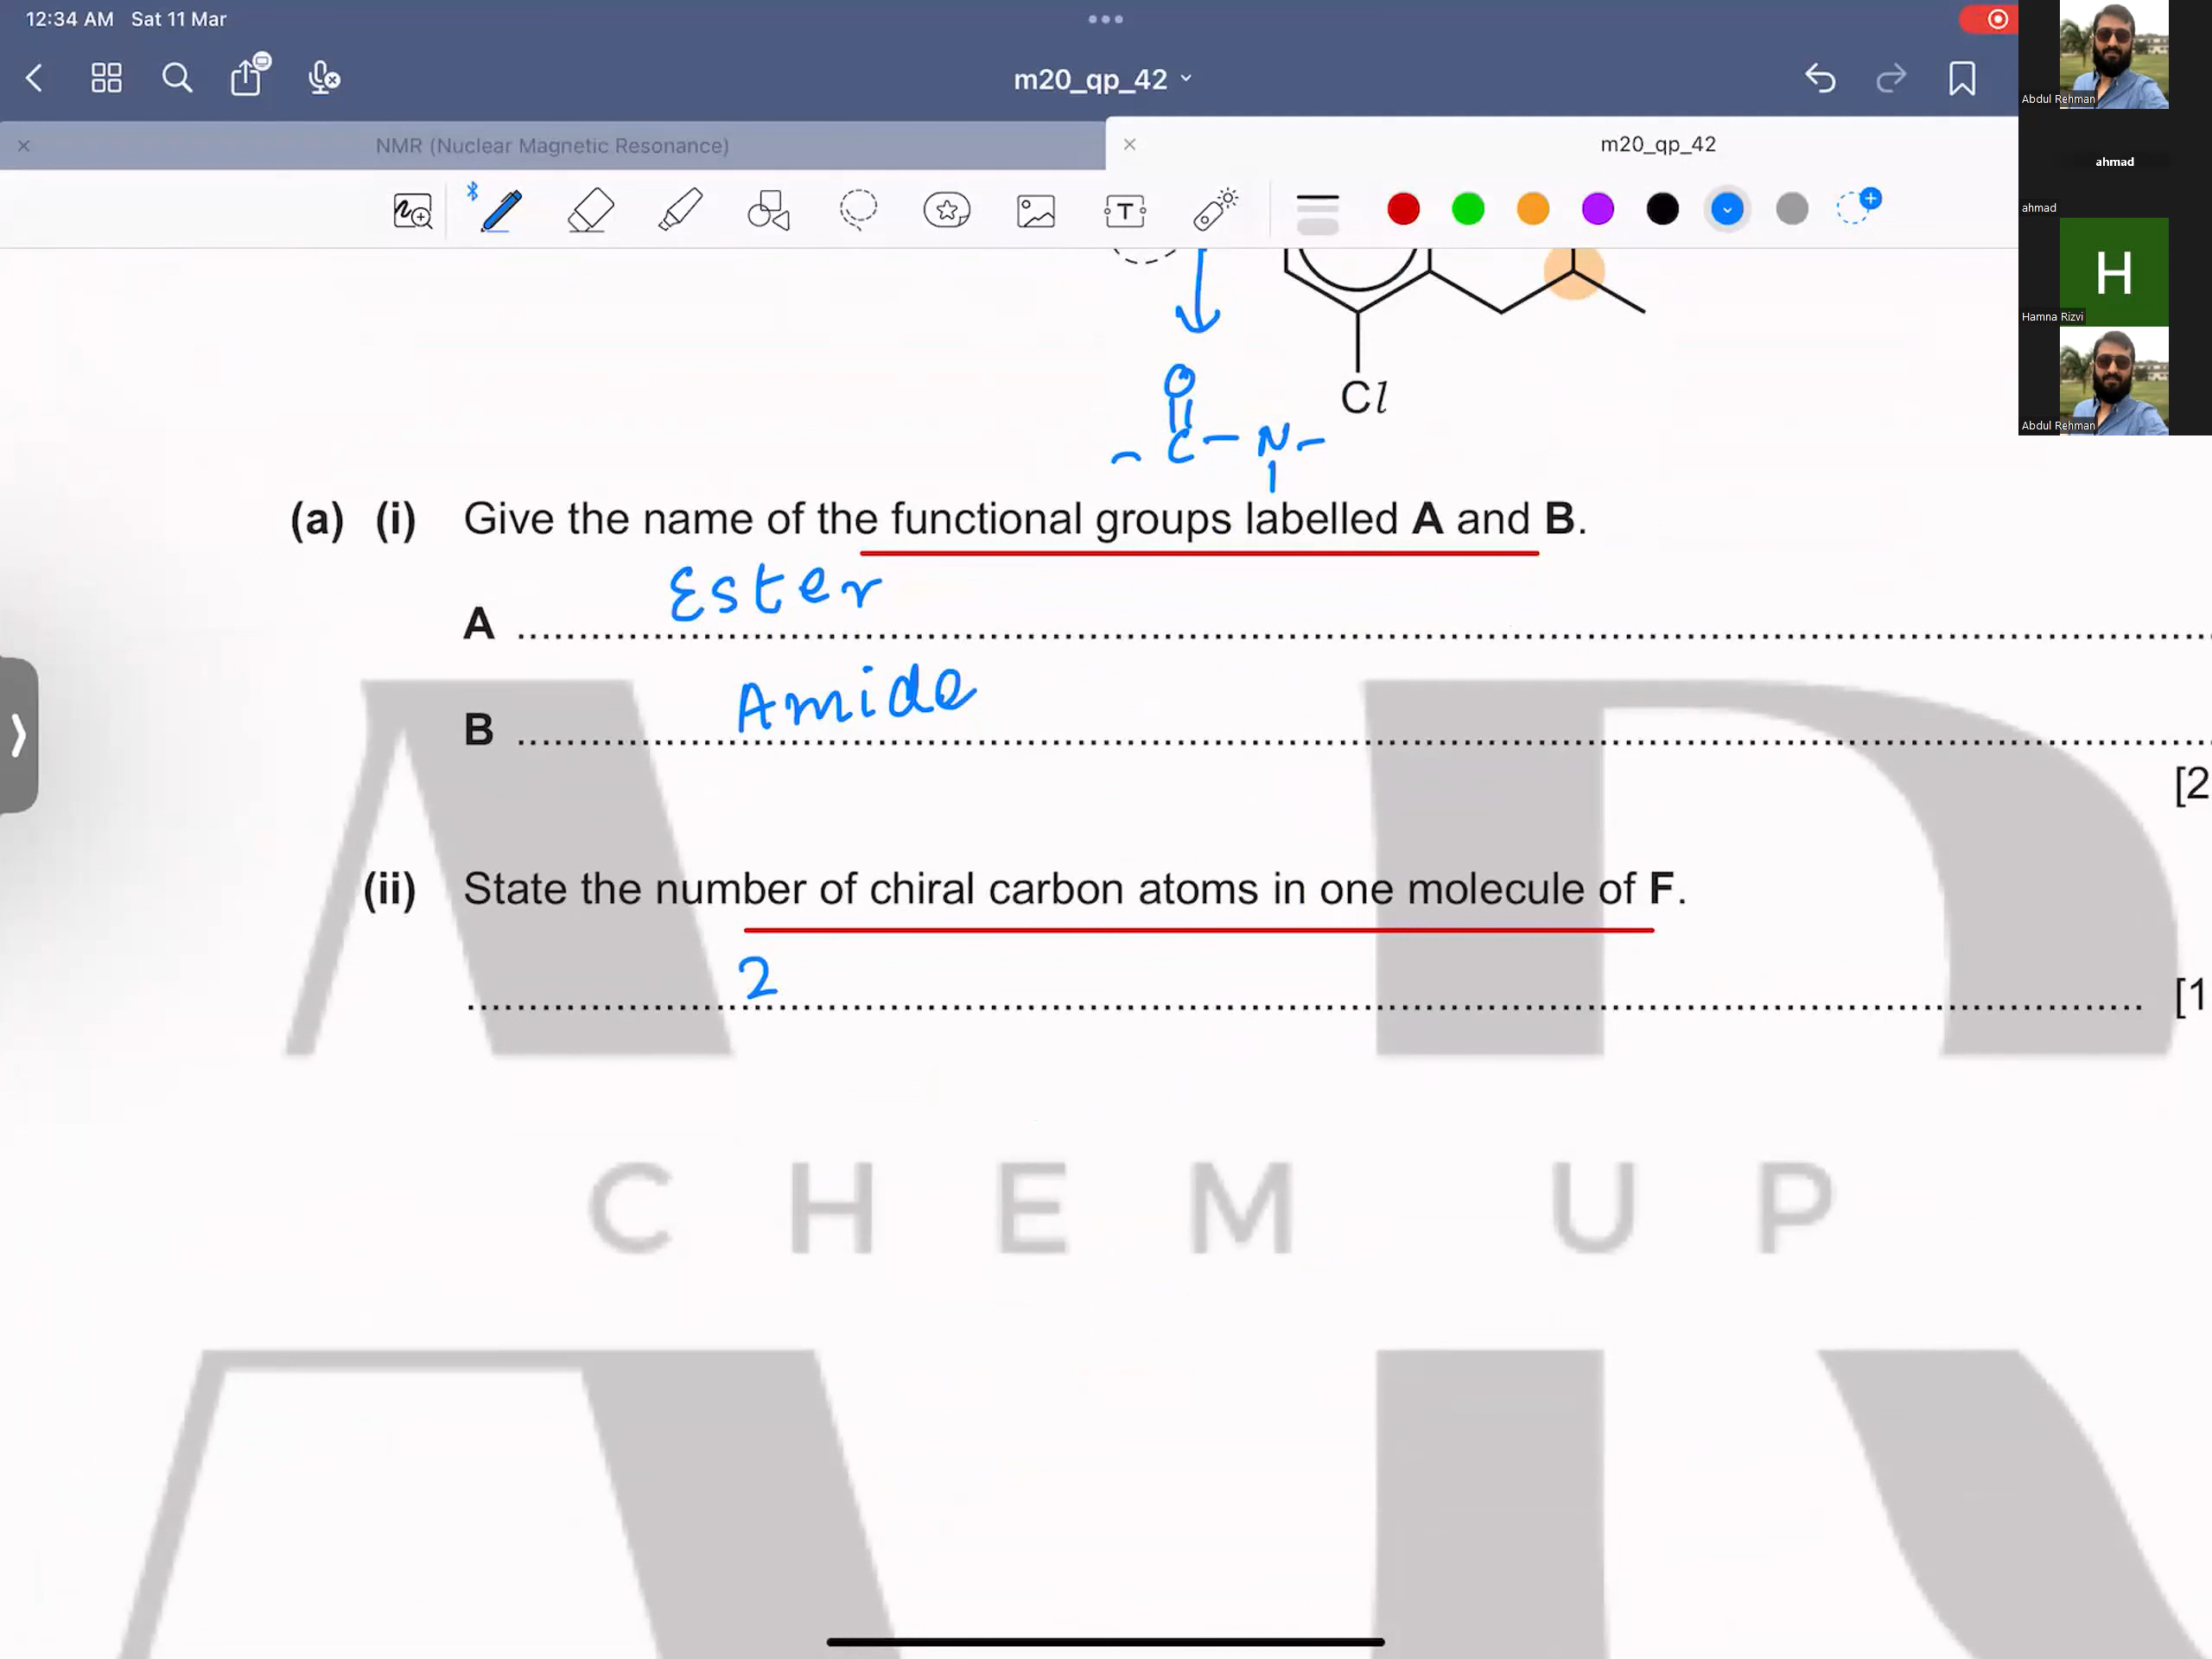 12:34 AM Sat 11 Mar
m20_qp_42
NMR (Nuclear Magnetic Resonance)
m20_qp_42
T
Abdul Rehman
ahmad
ahmad
H
Hamna Rizvi
Abdul Rehman
Cl
O
- C - N -
(a) (i) Give the name of the functional groups labelled A and B.
Ester
A
Amide
B
[2
(ii) State the number of chiral carbon atoms in one molecule of F.
2
[1
CHEM UP